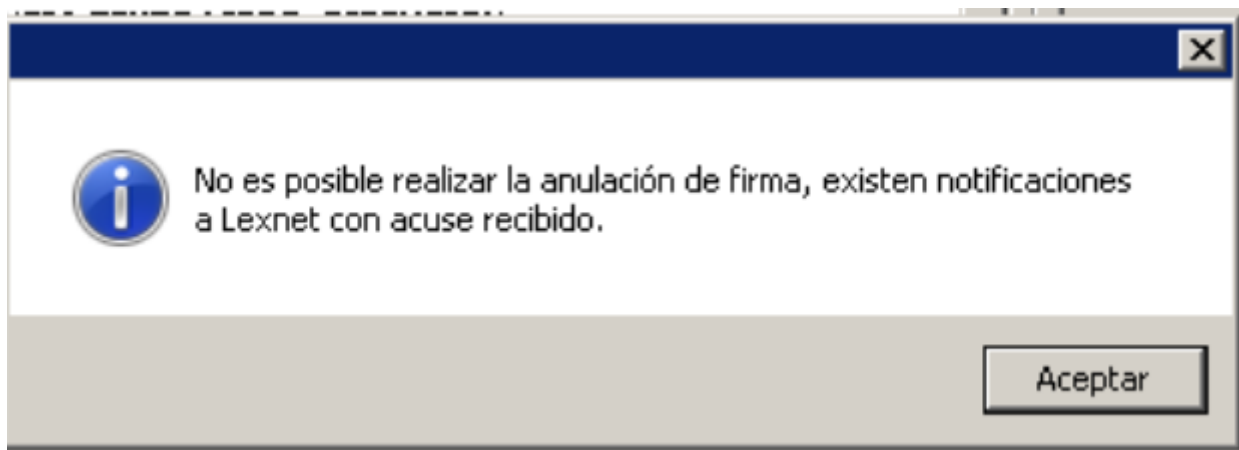 No es posible realizar la anulación de firma, existen notificaciones
a Lexnet con acuse recibido.
Aceptar